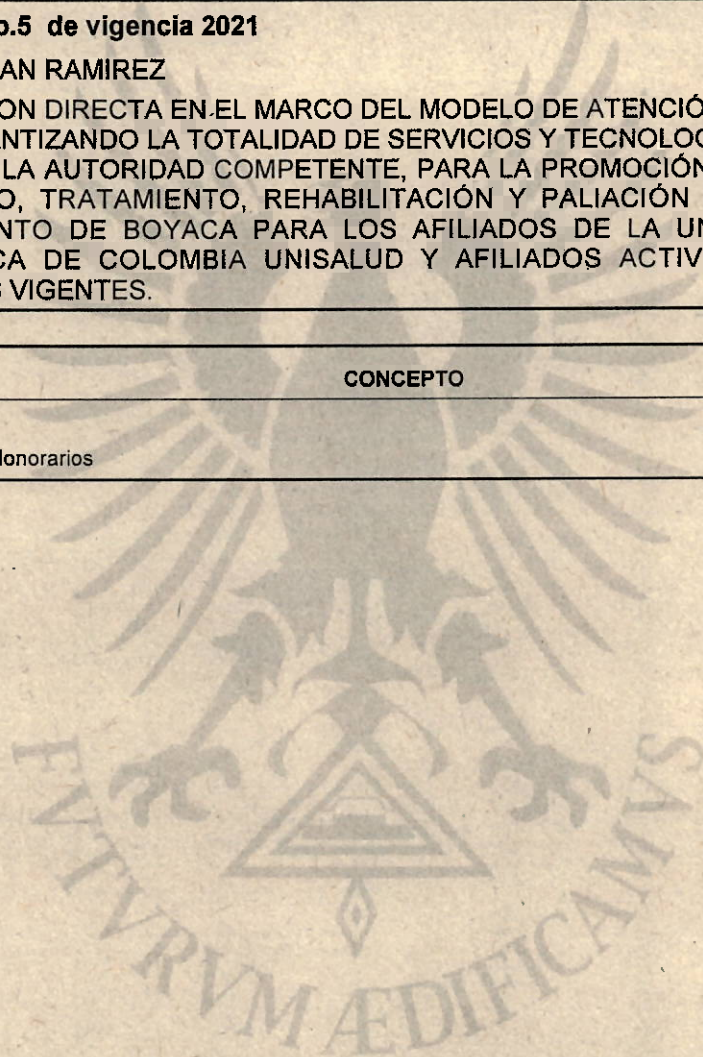 o.5 de vigencia 2021
AN RAMIREZ
ON DIRECTA EN EL MARCO DEL MODELO DE ATENCIÓ
ANTIZANDO LA TOTALIDAD DE SERVICIOS Y TECNOLOG
LA AUTORIDAD COMPETENTE, PARA LA PROMOCIÓN
O, TRATAMIENTO, REHABILITACIÓN Y PALIACIÓN
NTO DE BOYACA PARA LOS AFILIADOS DE LA UN
CA DE COLOMBIA UNISALUD Y AFILIADOS ACTIV
S VIGENTES.
CONCEPTO
Honorarios
FVTVRVM ÆDIFICAMVS